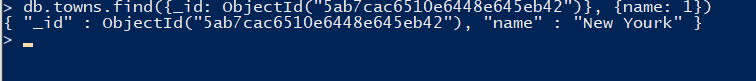 > db.towns.find({_id: ObjectId("5ab7cac6510e6448e645eb42")}, {name: 1})
{ "_id" : ObjectId("5ab7cac6510e6448e645eb42"), "name" : "New Yourk" }
> _